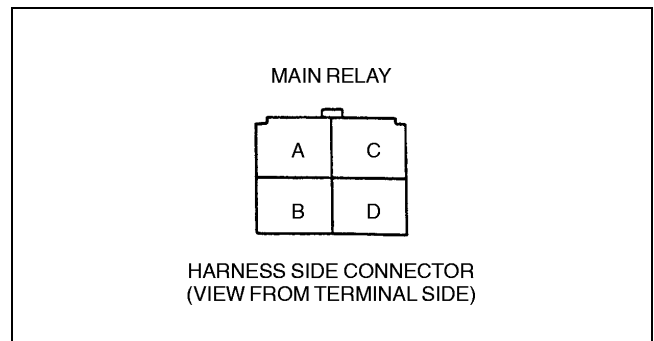 MAIN RELAY
A C
B D
HARNESS SIDE CONNECTOR
(VIEW FROM TERMINAL SIDE)